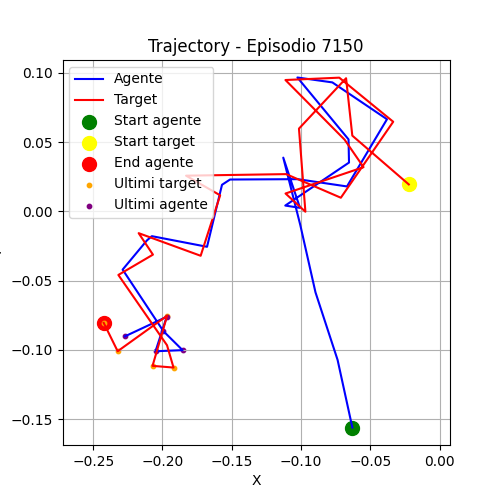 Trajectory - Episodio 7150
Agente
Target
Start agente
Start target
End agente
Ultimi target
Ultimi agente
0.10
0.05
0.00
−0.05
−0.10
−0.15
−0.25
−0.20
−0.15
−0.10
−0.05
0.00
X